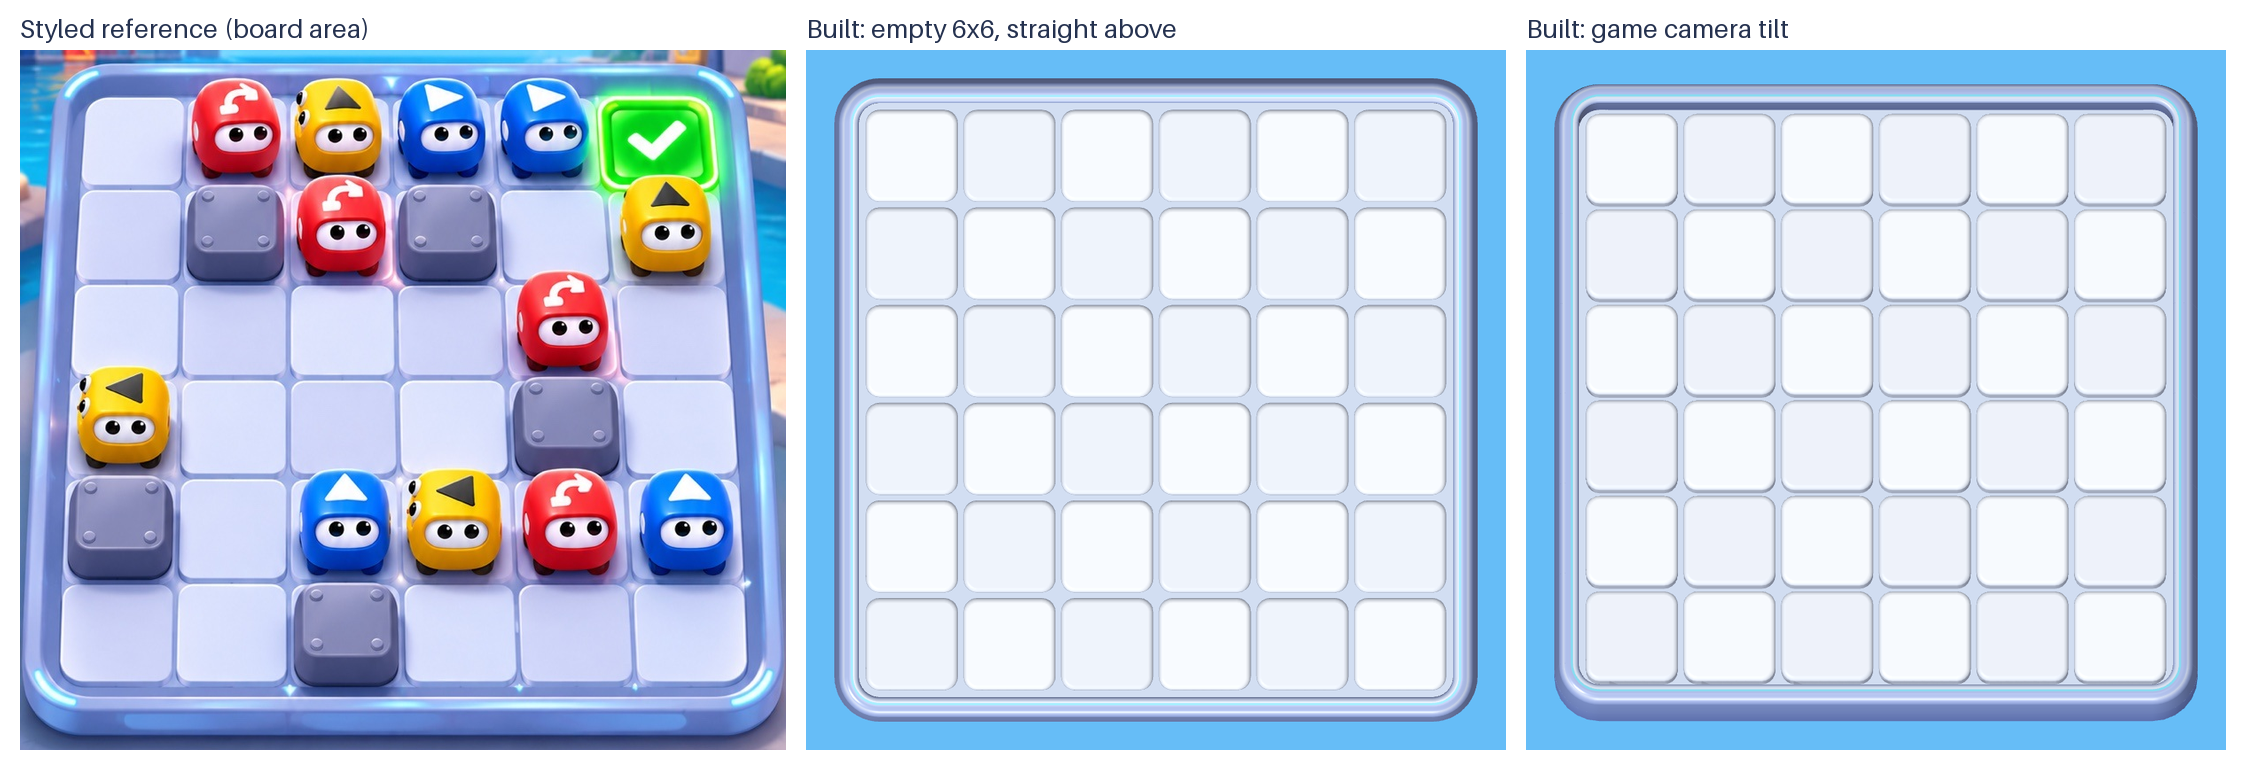 Styled reference (board area)
Built: empty 6x6, straight above
Built: game camera tilt